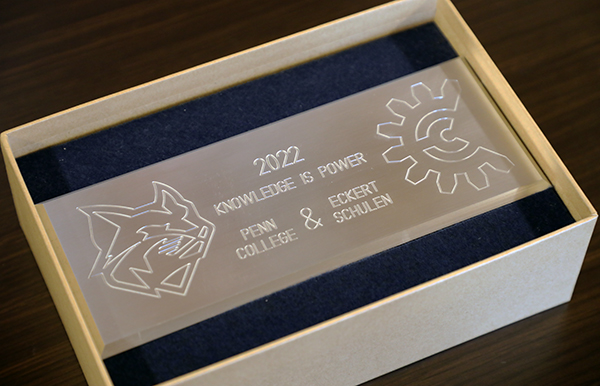 2022
KNOWLEDGE IS POWER
PENN COLLEGE & ECKERT SCHULEN